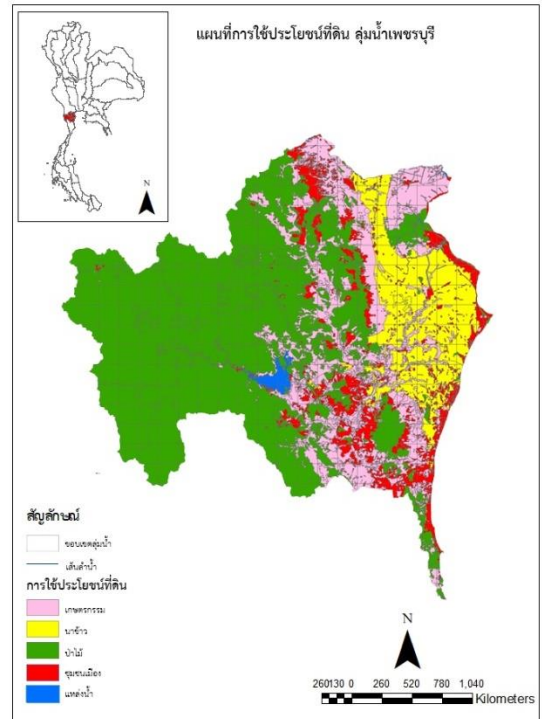 แผนที่การใช้ประโยชน์ที่ดิน ลุ่มน้ำเพชรบุรี
N
สัญลักษณ์
ขอบเขตลุ่มน้ำ
เส้นลำน้ำ
การใช้ประโยชน์ที่ดิน
เกษตรกรรม
นาข้าว
ป่าไม้
ชุมชนเมือง
แหล่งน้ำ
N
260130 0 260 520 780 1,040
Kilometers